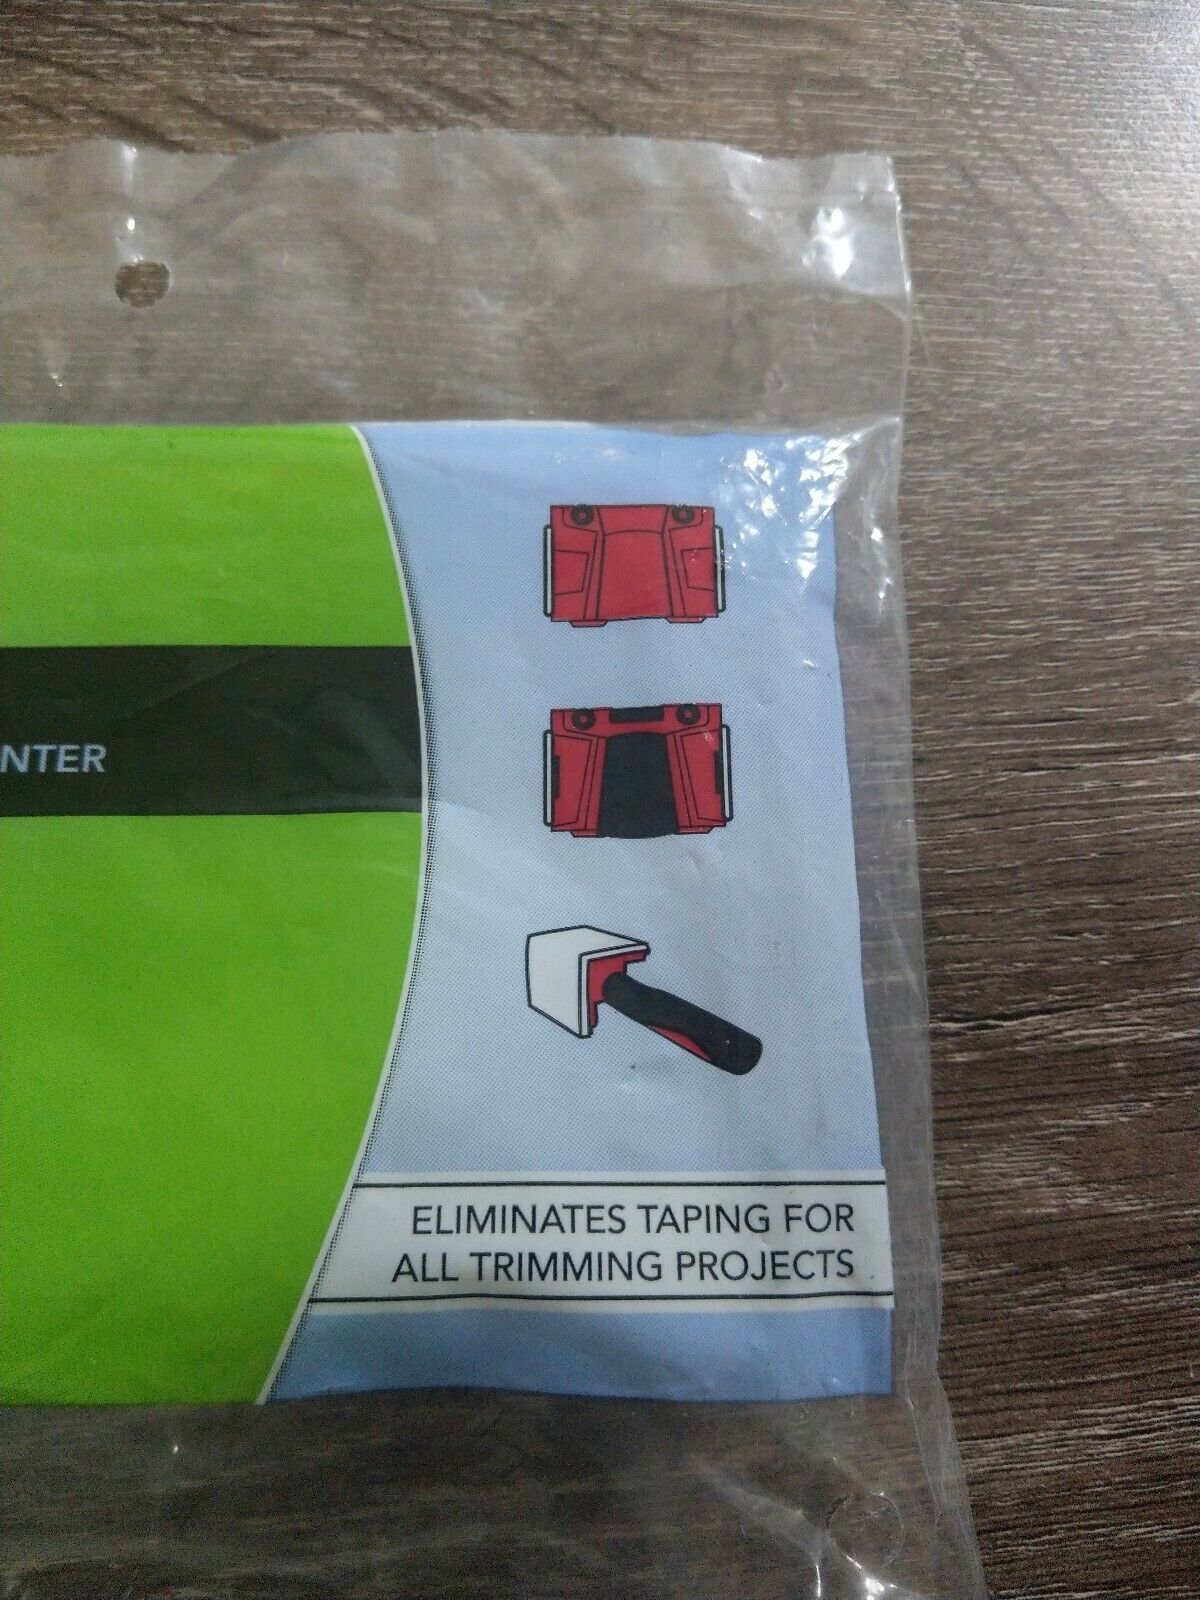 NTER
ELIMINATES TAPING FOR
ALL TRIMMING PROJECTS